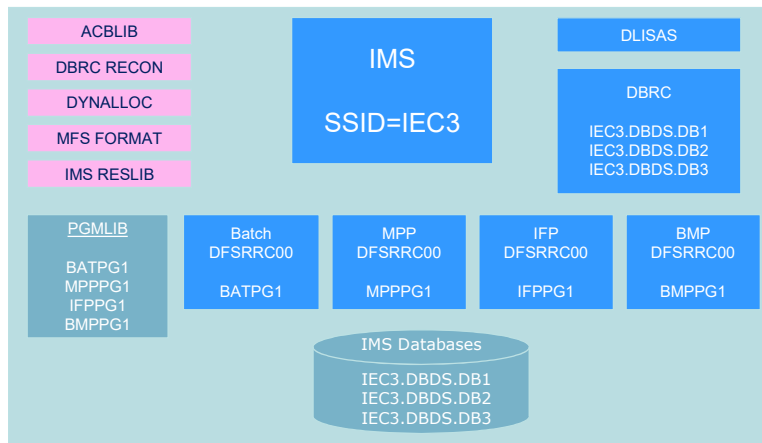 ACBLIB
DBRC RECON
DYNALLOC
MFS FORMAT
IMS RESLIB
IMS
SSID=IEC3
DLISAS
DBRC
IEC3.DBDS.DB1
IEC3.DBDS.DB2
IEC3.DBDS.DB3
PGMLIB
BATPG1
MPPPG1
IFPPG1
BMPPG1
Batch
DFSRRC00
BATPG1
MPP
DFSRRC00
MPPPG1
IFP
DFSRRC00
IFPPG1
BMP
DFSRRC00
BMPPG1
IMS Databases
IEC3.DBDS.DB1
IEC3.DBDS.DB2
IEC3.DBDS.DB3